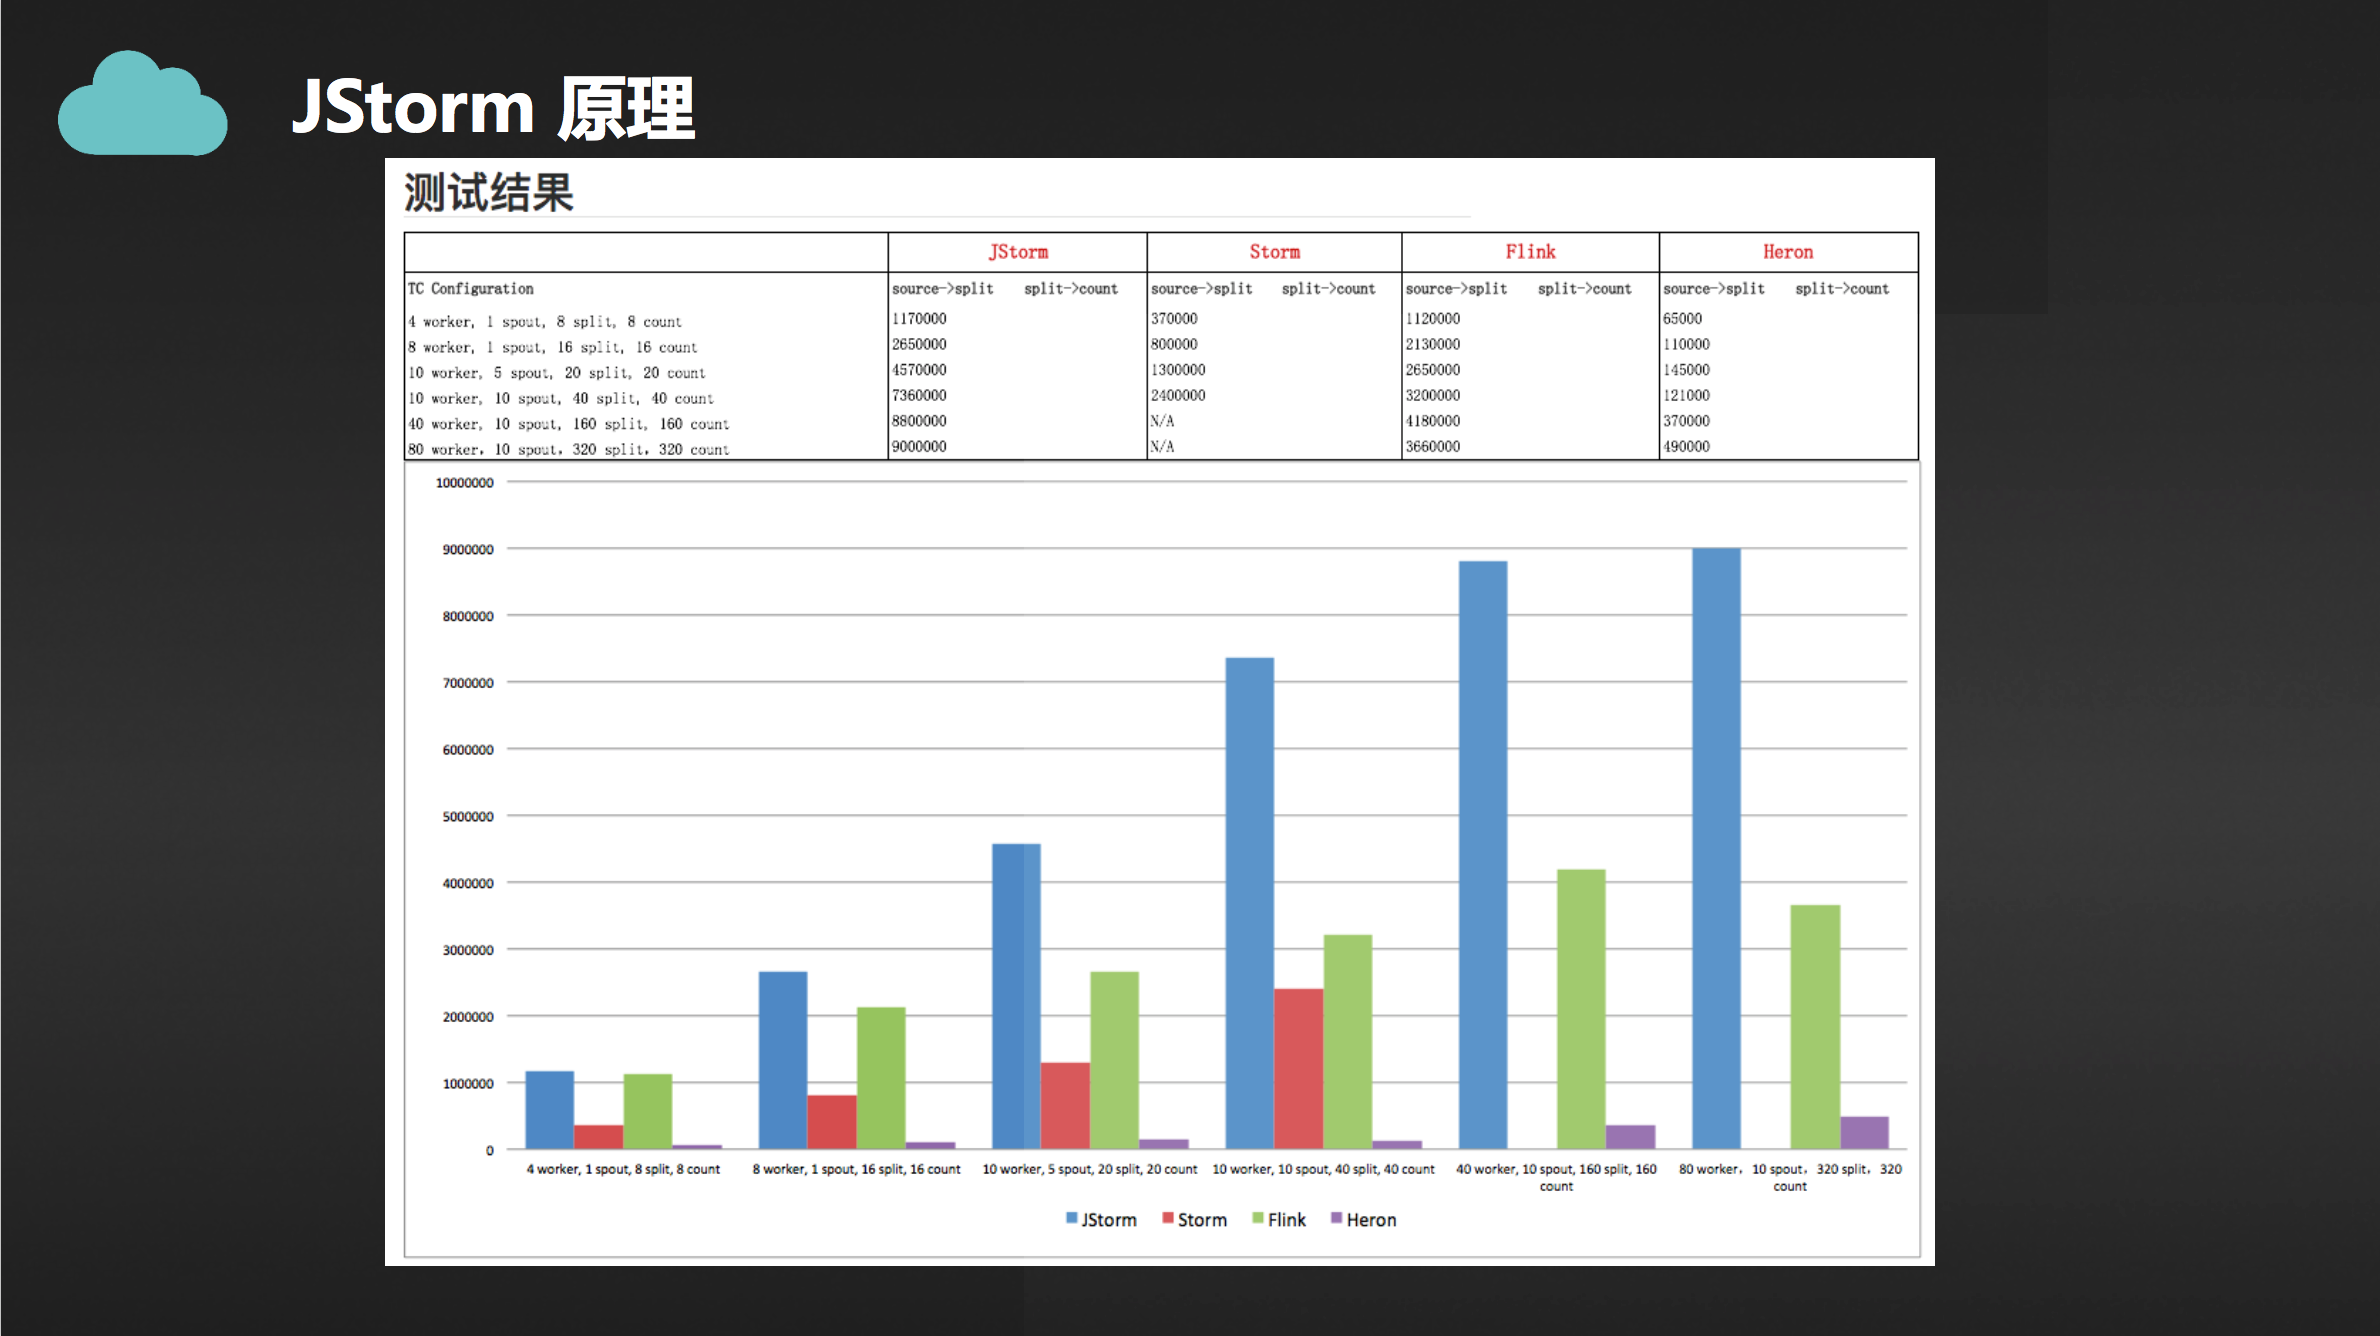 JStorm 原理
测试结果
JStorm Storm Flink Heron
TC Configuration source->split split->count source->split split->count source->split split->count source->split split->count
4 worker, 1 spout, 8 split, 8 count 1170000 370000 1120000 65000
8 worker, 1 spout, 16 split, 16 count 2650000 800000 2130000 110000
10 worker, 5 spout, 20 split, 20 count 4570000 1300000 2650000 145000
10 worker, 10 spout, 40 split, 40 count 7360000 2400000 3200000 121000
40 worker, 10 spout, 160 split, 160 count 8800000 N/A 4180000 370000
80 worker, 10 spout, 320 split, 320 count 9000000 N/A 3660000 490000
10000000
9000000
8000000
7000000
6000000
5000000
4000000
3000000
2000000
1000000
0
4 worker, 1 spout, 8 split, 8 count
8 worker, 1 spout, 16 split, 16 count
10 worker, 5 spout, 20 split, 20 count
10 worker, 10 spout, 40 split, 40 count
40 worker, 10 spout, 160 split, 160
count
80 worker, 10 spout, 320 split, 320
count
JStorm Storm Flink Heron